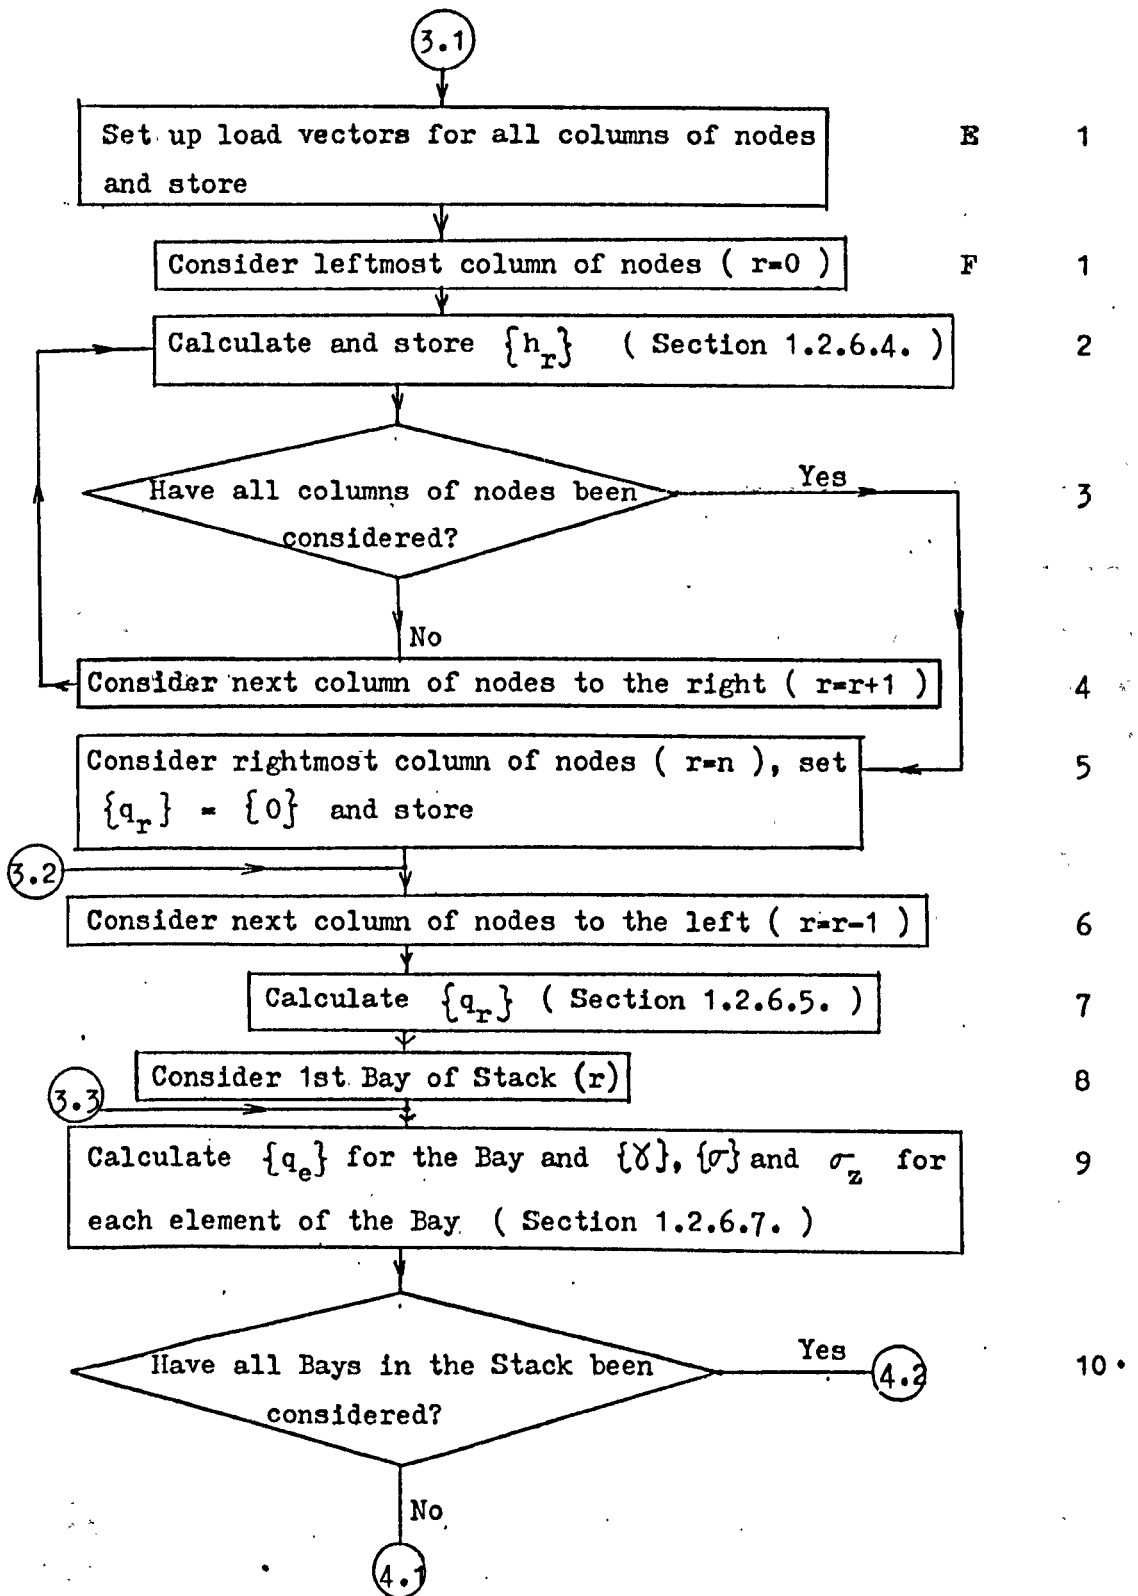 3.1
Set up load vectors for all columns of nodes
and store
E 1
Consider leftmost column of nodes ( r=0 )
F 1
Calculate and store {h_r} ( Section 1.2.6.4. )
2
Have all columns of nodes been
considered?
Yes
3
No
Consider next column of nodes to the right ( r=r+1 )
4
Consider rightmost column of nodes ( r=n ), set
{q_r} = {0} and store
5
3.2
Consider next column of nodes to the left ( r=r-1 )
6
Calculate {q_r} ( Section 1.2.6.5. )
7
Consider 1st Bay of Stack (r)
8
3.3
Calculate {q_e} for the Bay and {γ}, {σ} and σ_z for
each element of the Bay ( Section 1.2.6.7. )
9
Have all Bays in the Stack been
considered?
Yes
4.2
10
No
4.1